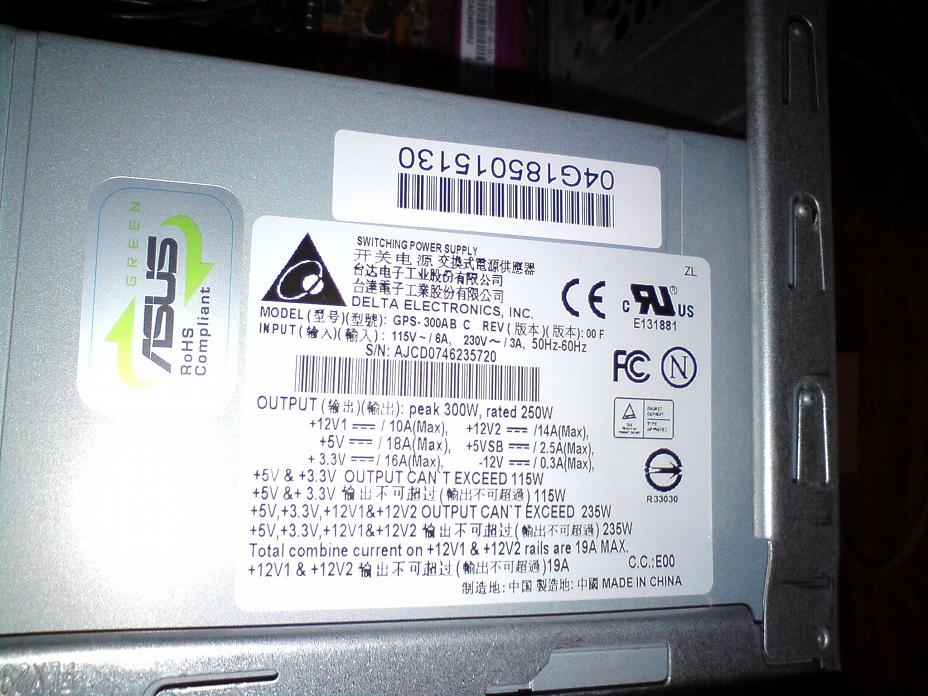 04G185015130
GREEN
ASUS
RoHS
Compliant
SWITCHING POWER SUPPLY
开关电源 交換式電源供應器
台达电子工业股份有限公司
台達電子工業股份有限公司
DELTA ELECTRONICS, INC.
ZL
CE
c RU® US
E131881
MODEL (型号)(型號): GPS-300AB C REV (版本)(版本): 00 F
INPUT (输入)(輸入): 115V~/6A, 230V~/3A, 50Hz-60Hz
S/N: AJCD0746235720
FC N
OUTPUT (输出)(輸出): peak 300W, rated 250W
+12V1 ⎓ / 10A(Max), +12V2 ⎓ /14A(Max),
+5V ⎓ / 18A(Max), +5VSB ⎓ / 2.5A(Max),
+ 3.3V ⎓ / 16A(Max), -12V ⎓ / 0.3A(Max),
R33030
+5V & +3.3V OUTPUT CAN`T EXCEED 115W
+5V &+ 3.3V 输出不可超过(輸出不可超過)115W
+5V,+3.3V,+12V1&+12V2 OUTPUT CAN`T EXCEED 235W
+5V,+3.3V,+12V1&+12V2 输出不可超过(輸出不可超過)235W
Total combine current on +12V1 & +12V2 rails are 19A MAX.
+12V1 & +12V2 输出不可超过(輸出不可超過)19A C.C.:E00
制造地: 中国 製造地: 中國 MADE IN CHINA